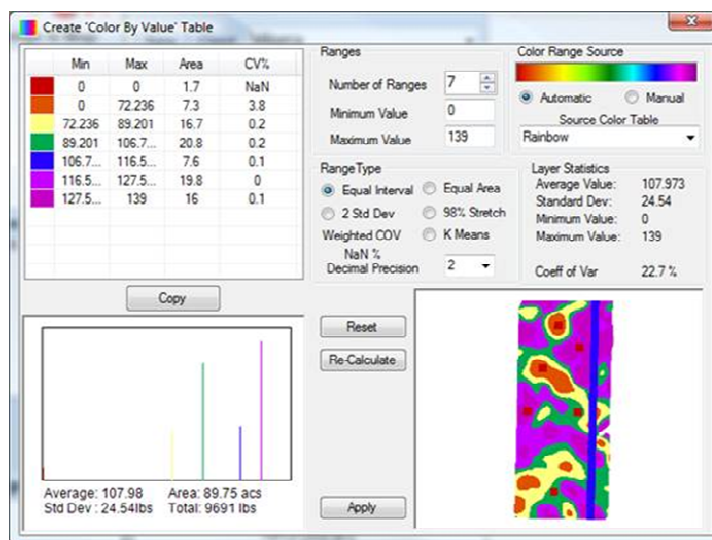 Create 'Color By Value' Table
Min Max Area CV%
0 0 1.7 NaN
0 72.236 7.3 3.8
72.236 89.201 16.7 0.2
89.201 106.7... 20.8 0.2
106.7... 116.5... 7.6 0.1
116.5... 127.5... 19.8 0
127.5... 139 16 0.1
Copy
Average: 107.98 Area: 89.75 acs
Std Dev : 24.54lbs Total: 9691 lbs
Ranges
Number of Ranges 7
Minimum Value 0
Maximum Value 139
Color Range Source
Automatic Manual
Source Color Table
Rainbow
Range Type
Equal Interval Equal Area
2 Std Dev 98% Stretch
Weighted COV K Means
NaN %
Decimal Precision 2
Layer Statistics
Average Value: 107.973
Standard Dev: 24.54
Minimum Value: 0
Maximum Value: 139
Coeff of Var 22.7 %
Reset
Re-Calculate
Apply